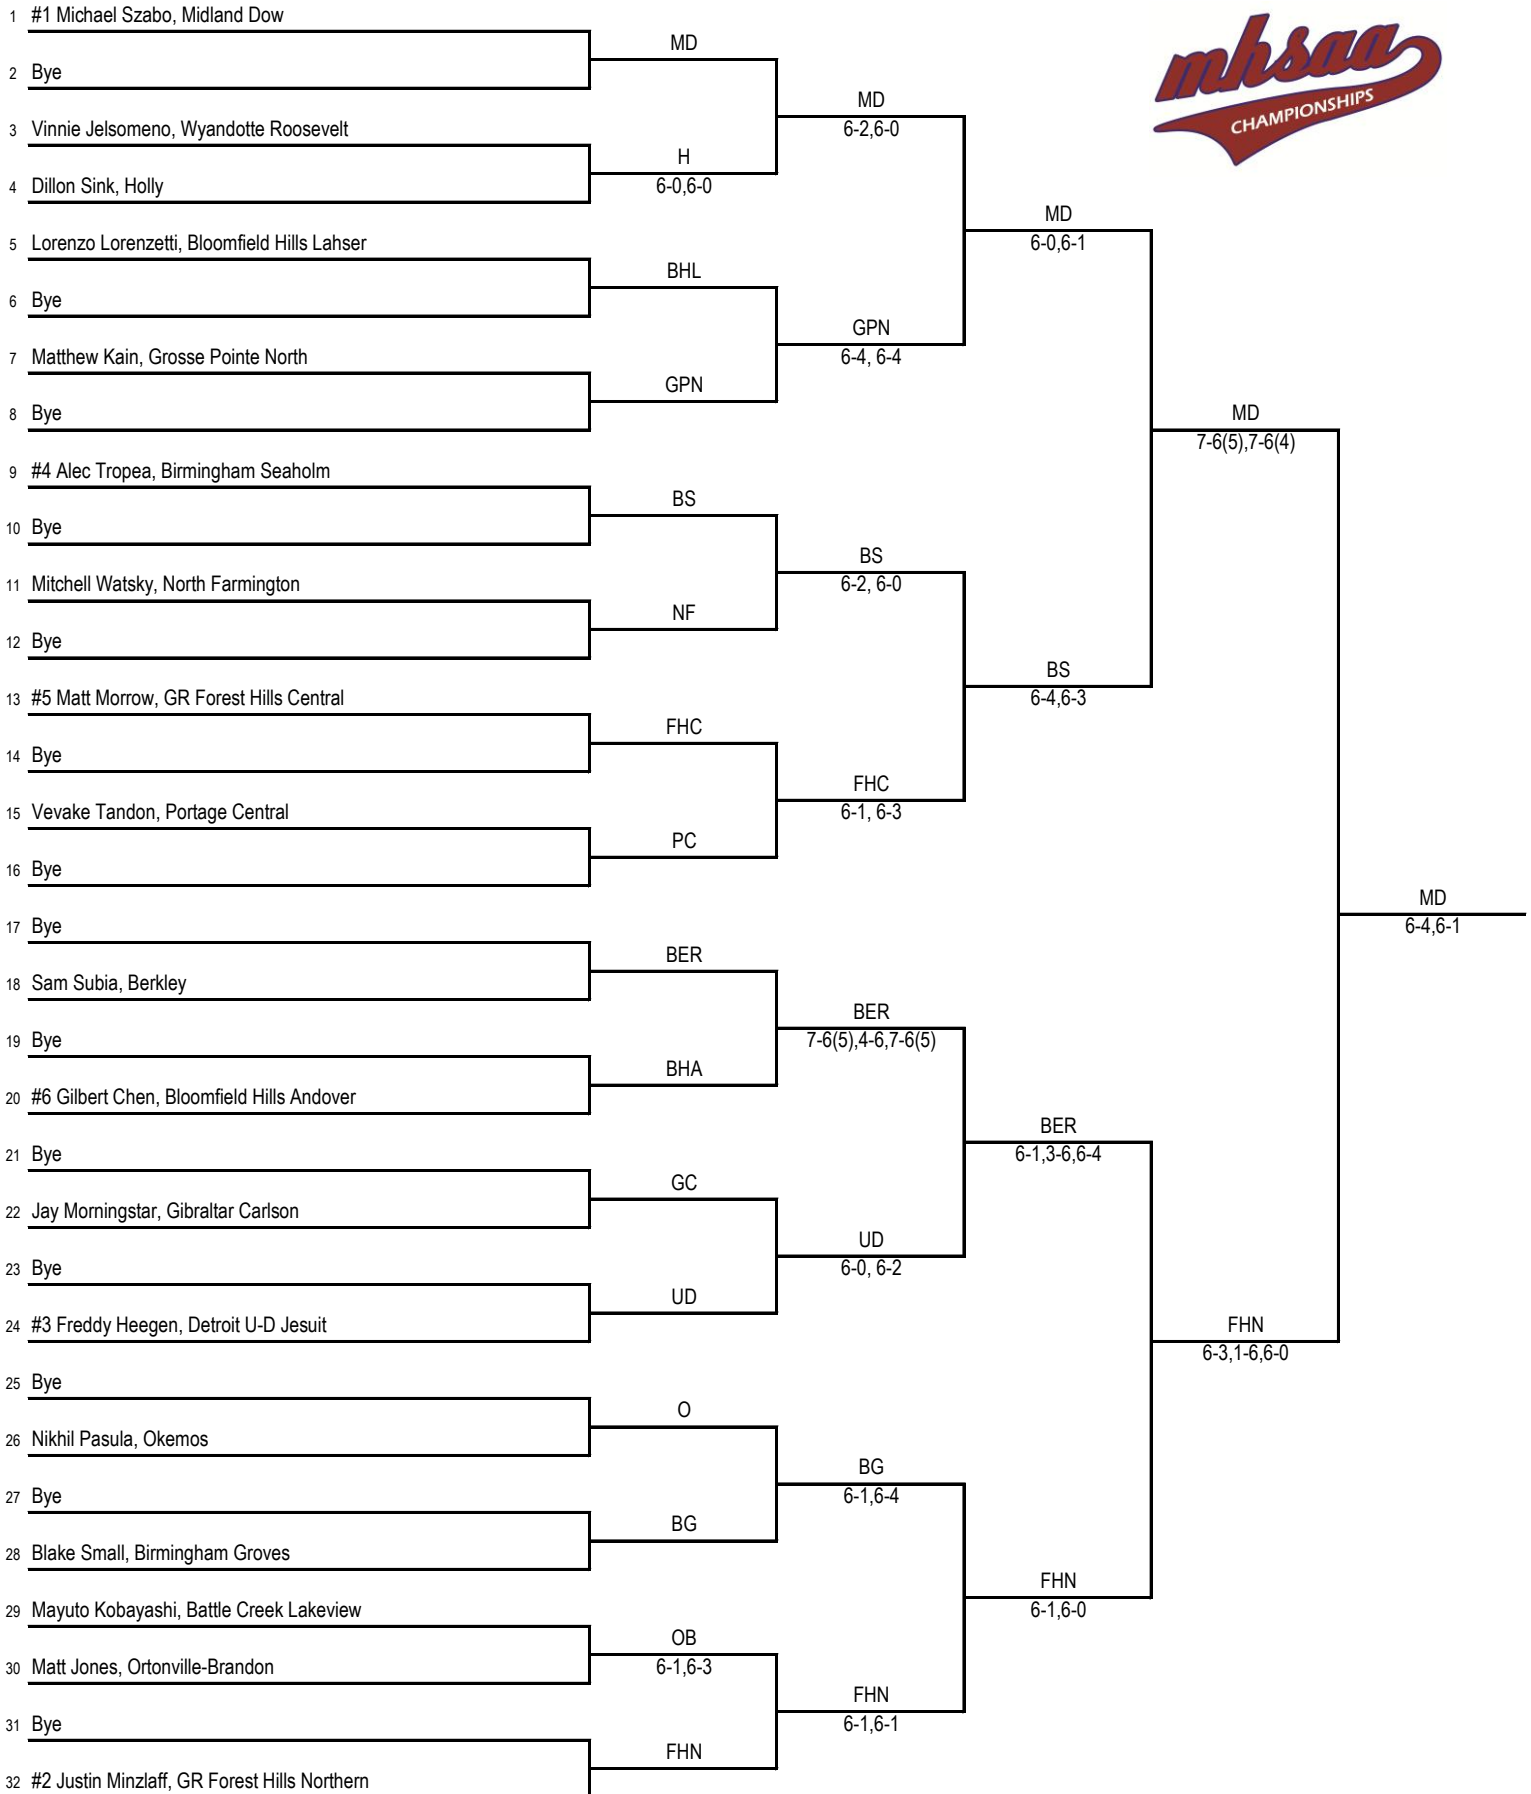 1 #1 Michael Szabo, Midland Dow
MD
2 Bye
MD
6-2,6-0
3 Vinnie Jelsomeno, Wyandotte Roosevelt
H
6-0,6-0
4 Dillon Sink, Holly
MD
6-0,6-1
5 Lorenzo Lorenzetti, Bloomfield Hills Lahser
BHL
6 Bye
GPN
6-4, 6-4
7 Matthew Kain, Grosse Pointe North
GPN
8 Bye
MD
7-6(5),7-6(4)
9 #4 Alec Tropea, Birmingham Seaholm
BS
10 Bye
BS
6-2, 6-0
11 Mitchell Watsky, North Farmington
NF
12 Bye
BS
6-4,6-3
13 #5 Matt Morrow, GR Forest Hills Central
FHC
14 Bye
FHC
6-1, 6-3
15 Vevake Tandon, Portage Central
PC
16 Bye
MD
6-4,6-1
17 Bye
BER
18 Sam Subia, Berkley
BER
7-6(5),4-6,7-6(5)
19 Bye
BHA
20 #6 Gilbert Chen, Bloomfield Hills Andover
BER
6-1,3-6,6-4
21 Bye
GC
22 Jay Morningstar, Gibraltar Carlson
UD
6-0, 6-2
23 Bye
UD
24 #3 Freddy Heegen, Detroit U-D Jesuit
FHN
6-3,1-6,6-0
25 Bye
O
26 Nikhil Pasula, Okemos
BG
6-1,6-4
27 Bye
BG
28 Blake Small, Birmingham Groves
FHN
6-1,6-0
29 Mayuto Kobayashi, Battle Creek Lakeview
OB
6-1,6-3
30 Matt Jones, Ortonville-Brandon
FHN
6-1,6-1
31 Bye
FHN
32 #2 Justin Minzlaff, GR Forest Hills Northern
mhsaa
CHAMPIONSHIPS